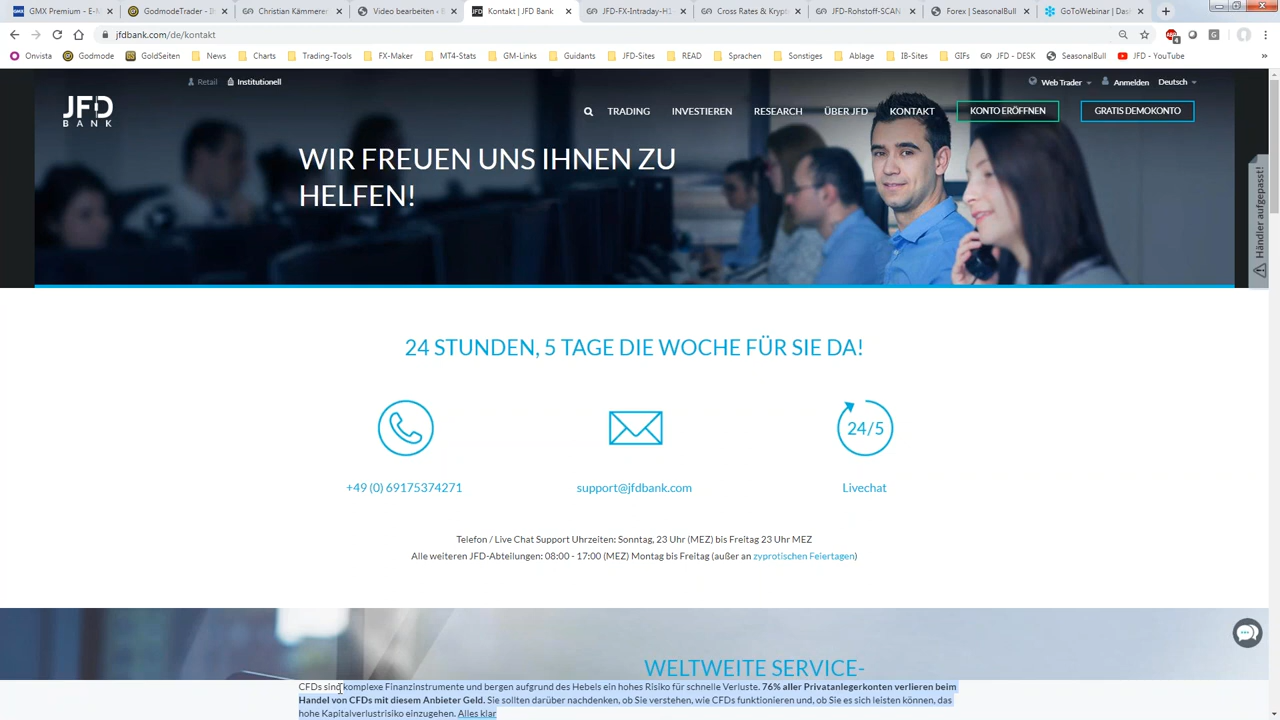 GMX Premium - E-M
GodmodeTrader - I
Christian Kämmerer
Video bearbeiten -
Kontakt | JFD Bank
JFD-FX-Intraday-H1
Cross Rates & Krypt
JFD-Rohstoff-SCAN
Forex | SeasonalBull
GoToWebinar | Das
jfdbank.com/de/kontakt
Onvista
Godmode
GoldSeiten
News
Charts
Trading-Tools
FX-Maker
MT4-Stats
GM-Links
Guidants
JFD-Sites
READ
Sprachen
Sonstiges
Ablage
IB-Sites
GIFs
JFD - DESK
SeasonalBull
JFD - YouTube
Retail
Institutionell
Web Trader
Anmelden
Deutsch
JFD
BANK
TRADING
INVESTIEREN
RESEARCH
ÜBER JFD
KONTAKT
KONTO ERÖFFNEN
GRATIS DEMOKONTO
WIR FREUEN UNS IHNEN ZU
HELFEN!
Händler aufgepasst!
24 STUNDEN, 5 TAGE DIE WOCHE FÜR SIE DA!
24/5
+49 (0) 69175374271
support@jfdbank.com
Livechat
Telefon / Live Chat Support Uhrzeiten: Sonntag, 23 Uhr (MEZ) bis Freitag 23 Uhr MEZ
Alle weiteren JFD-Abteilungen: 08:00 - 17:00 (MEZ) Montag bis Freitag (außer an zyprotischen Feiertagen)
WELTWEITE SERVICE-
CFDs sind komplexe Finanzinstrumente und bergen aufgrund des Hebels ein hohes Risiko für schnelle Verluste. 76% aller Privatanlegerkonten verlieren beim
Handel von CFDs mit diesem Anbieter Geld. Sie sollten darüber nachdenken, ob Sie verstehen, wie CFDs funktionieren und, ob Sie es sich leisten können, das
hohe Kapitalverlustrisiko einzugehen. Alles klar